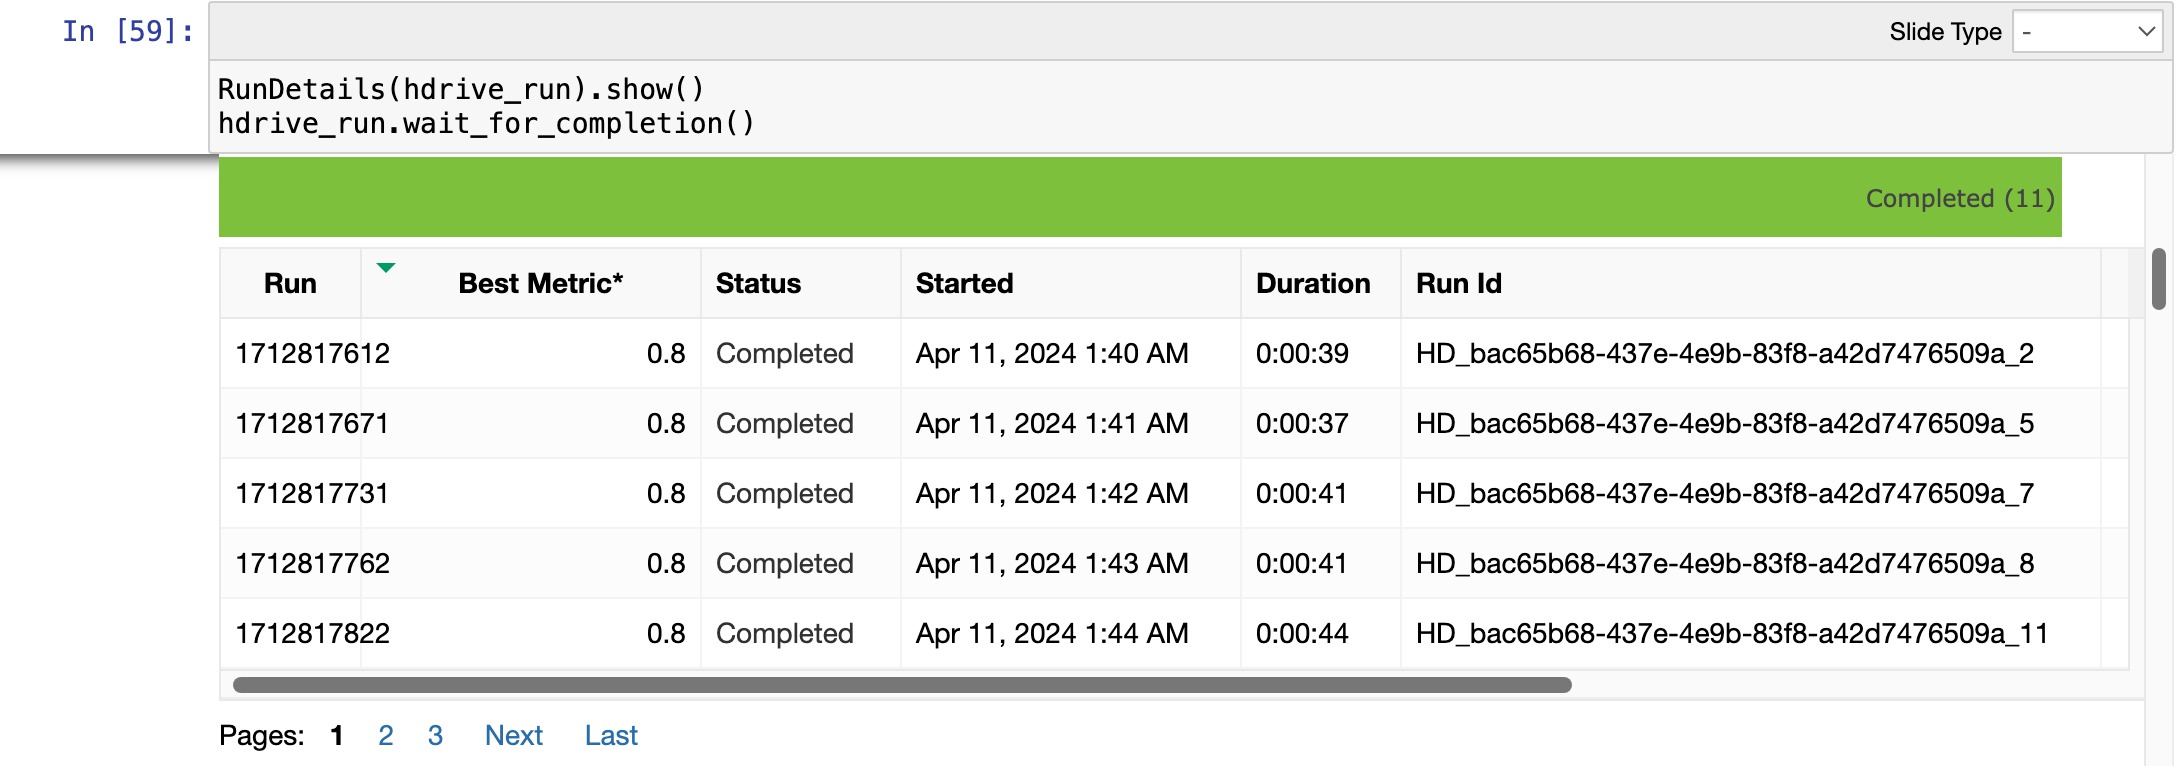 In [59]:
Slide Type -
RunDetails(hdrive_run).show()
hdrive_run.wait_for_completion()
Completed (11)
Run Best Metric* Status Started Duration Run Id
1712817612 0.8 Completed Apr 11, 2024 1:40 AM 0:00:39 HD_bac65b68-437e-4e9b-83f8-a42d7476509a_2
1712817671 0.8 Completed Apr 11, 2024 1:41 AM 0:00:37 HD_bac65b68-437e-4e9b-83f8-a42d7476509a_5
1712817731 0.8 Completed Apr 11, 2024 1:42 AM 0:00:41 HD_bac65b68-437e-4e9b-83f8-a42d7476509a_7
1712817762 0.8 Completed Apr 11, 2024 1:43 AM 0:00:41 HD_bac65b68-437e-4e9b-83f8-a42d7476509a_8
1712817822 0.8 Completed Apr 11, 2024 1:44 AM 0:00:44 HD_bac65b68-437e-4e9b-83f8-a42d7476509a_11
Pages: 1 2 3 Next Last